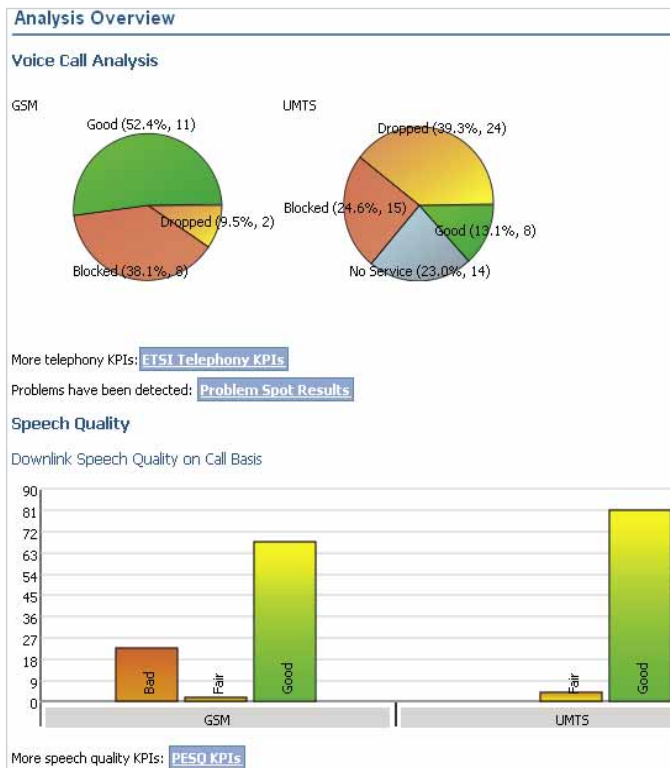 Analysis Overview
Voice Call Analysis
GSM
Good (52.4%, 11)
Dropped (9.5%, 2)
Blocked (38.1%, 8)
UMTS
Dropped (39.3%, 24)
Blocked (24.6%, 15)
Good (13.1%, 8)
No Service (23.0%, 14)
More telephony KPIs: ETSI Telephony KPIs
Problems have been detected: Problem Spot Results
Speech Quality
Downlink Speech Quality on Call Basis
90
81
72
63
54
45
36
27
18
9
0
Bad
Fair
Good
Fair
Good
GSM
UMTS
More speech quality KPIs: PESQ KPIs